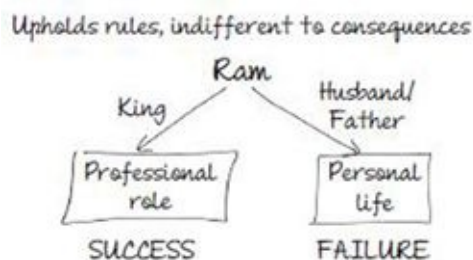 Upholds rules, indifferent to consequences
Ram
King
Husband/
Father
Professional
role
Personal
life
SUCCESS
FAILURE